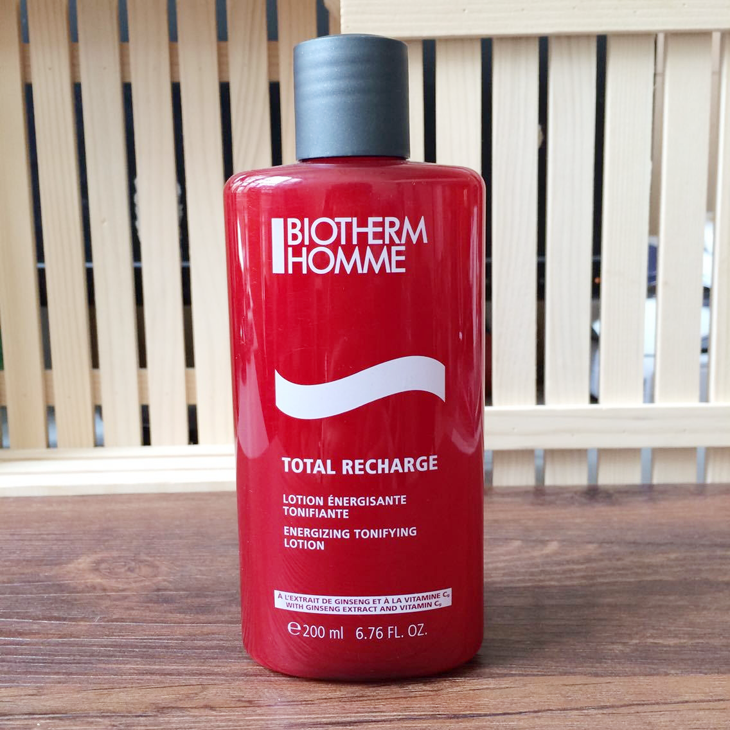 BIOTHERM
HOMME
TOTAL RECHARGE
LOTION ÉNERGISANTE
TONIFIANTE
ENERGIZING TONIFYING
LOTION
À L'EXTRAIT DE GINSENG ET À LA VITAMINE Cg
WITH GINSENG EXTRACT AND VITAMIN Cg
℮200 ml 6.76 FL. OZ.